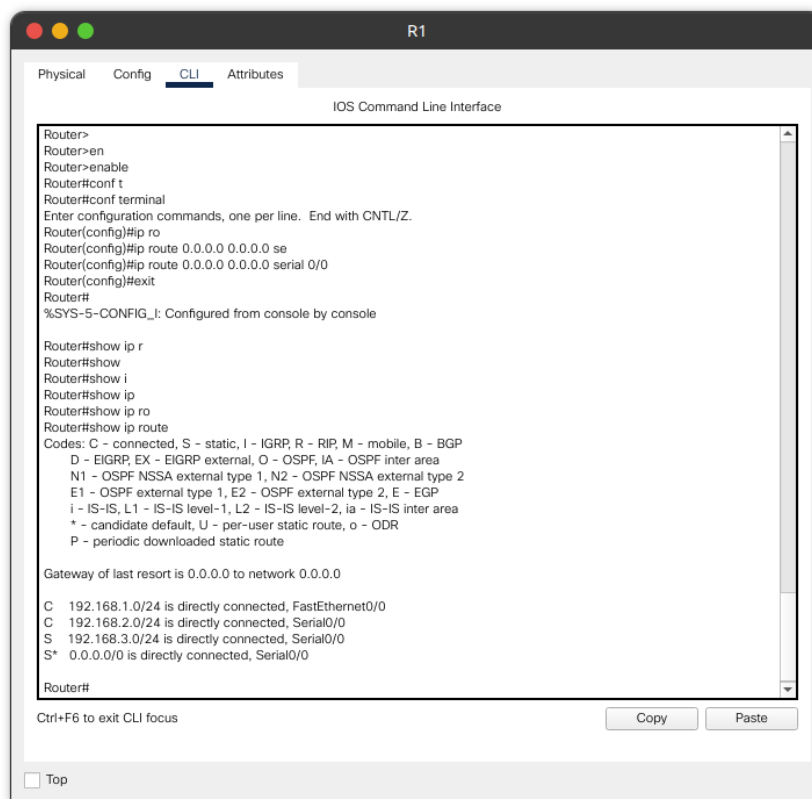 R1
Physical Config CLI Attributes
IOS Command Line Interface
Router>
Router>en
Router>enable
Router#conf t
Router#conf terminal
Enter configuration commands, one per line. End with CNTL/Z.
Router(config)#ip ro
Router(config)#ip route 0.0.0.0 0.0.0.0 se
Router(config)#ip route 0.0.0.0 0.0.0.0 serial 0/0
Router(config)#exit
Router#
%SYS-5-CONFIG_I: Configured from console by console
Router#show ip r
Router#show
Router#show i
Router#show ip
Router#show ip ro
Router#show ip route
Codes: C - connected, S - static, I - IGRP, R - RIP, M - mobile, B - BGP
D - EIGRP, EX - EIGRP external, O - OSPF, IA - OSPF inter area
N1 - OSPF NSSA external type 1, N2 - OSPF NSSA external type 2
E1 - OSPF external type 1, E2 - OSPF external type 2, E - EGP
i - IS-IS, L1 - IS-IS level-1, L2 - IS-IS level-2, ia - IS-IS inter area
* - candidate default, U - per-user static route, o - ODR
P - periodic downloaded static route
Gateway of last resort is 0.0.0.0 to network 0.0.0.0
C 192.168.1.0/24 is directly connected, FastEthernet0/0
C 192.168.2.0/24 is directly connected, Serial0/0
S 192.168.3.0/24 is directly connected, Serial0/0
S* 0.0.0.0/0 is directly connected, Serial0/0
Router#
Ctrl+F6 to exit CLI focus
Copy Paste
Top